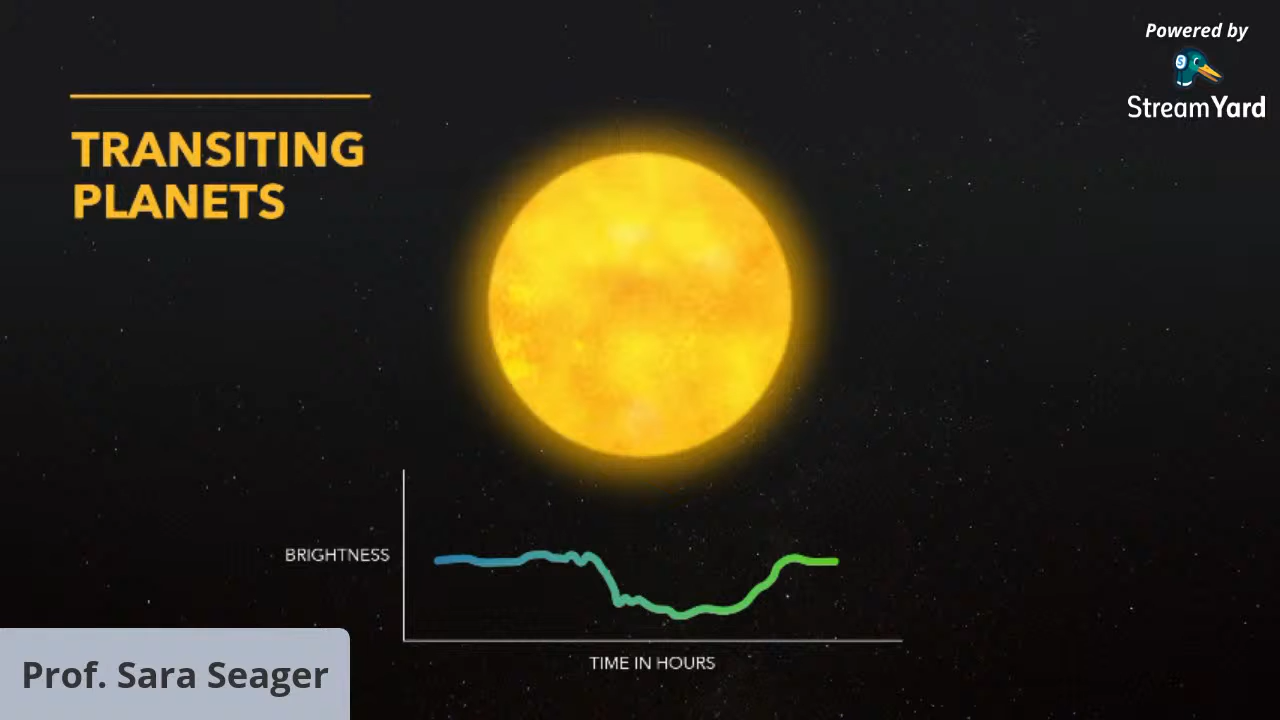 Powered by
StreamYard
TRANSITING
PLANETS
BRIGHTNESS
TIME IN HOURS
Prof. Sara Seager